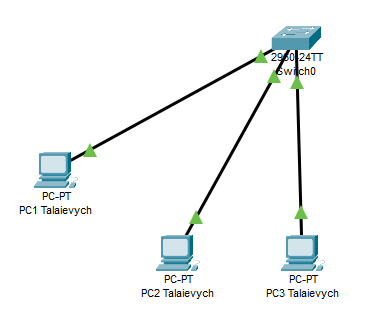 2960-24TT
Switch0
PC-PT
PC1 Talaievych
PC-PT
PC2 Talaievych
PC-PT
PC3 Talaievych